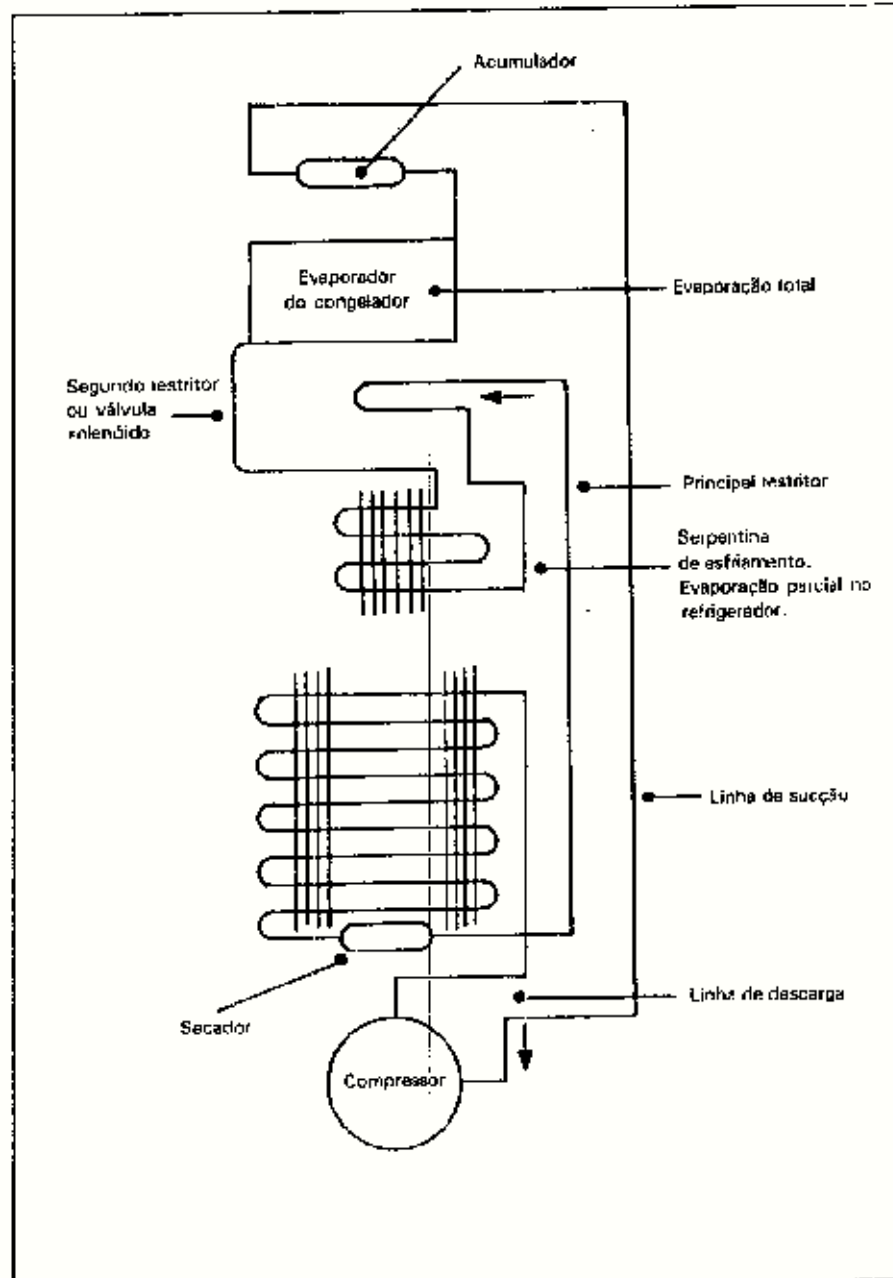 Acumulador
Evaporador
do congelador
Evaporação total
Segundo restritor
ou válvula
solenóide
Principal restritor
Serpentina
de esfriamento.
Evaporação parcial no
refrigerador.
Linha de sucção
Linha de descarga
Secador
Compressor